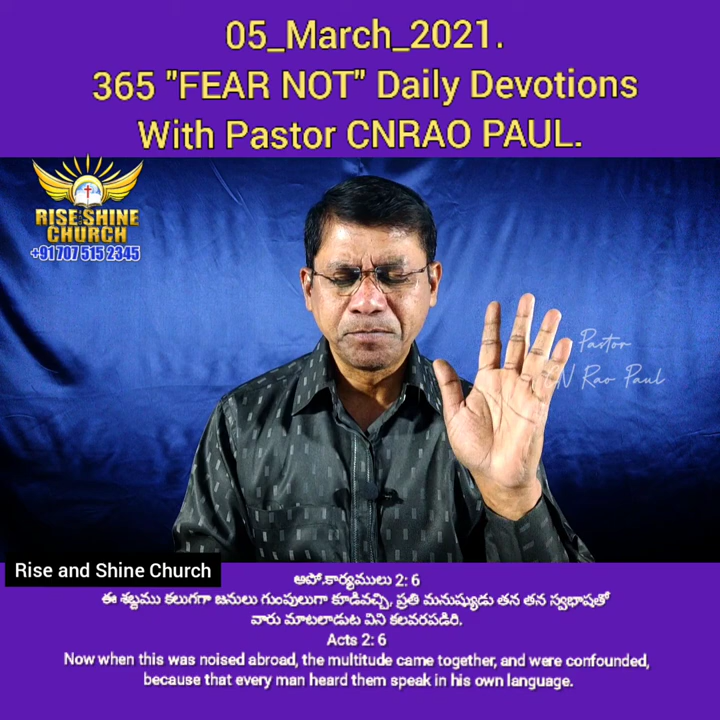 05_March_2021.
365 "FEAR NOT" Daily Devotions
With Pastor CNRAO PAUL.
RISE & SHINE
CHURCH
+91 707 515 2345
Pastor
CN Rao Paul
Rise and Shine Church
అపో.కార్యములు 2: 6
ఈ శబ్దము కలుగగా జనులు గుంపులుగా కూడివచ్చి, ప్రతి మనుష్యుడు తన తన స్వభాషతో
వారు మాటలాడుట విని కలవరపడిరి.
Acts 2: 6
Now when this was noised abroad, the multitude came together, and were confounded,
because that every man heard them speak in his own language.